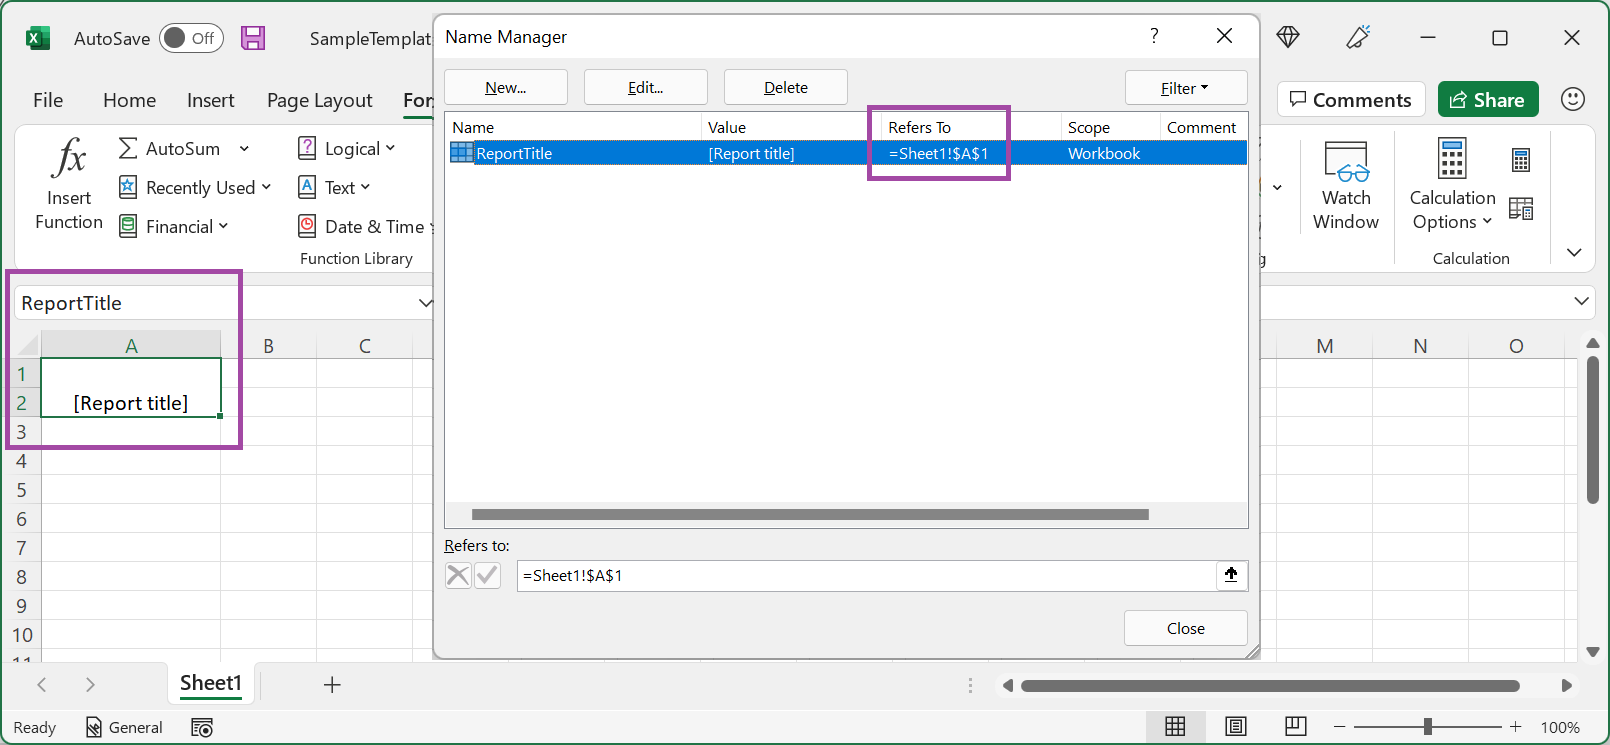 AutoSave Off SampleTemplat
File Home Insert Page Layout For
Comments Share
Insert
Function
AutoSum
Recently Used
Financial
Logical
Text
Date & Time
Function Library
Watch
Window
Calculation
Options
Calculation
Name Manager ?
New... Edit... Delete Filter
Name Value Refers To Scope Comment
ReportTitle [Report title] =Sheet1!$A$1 Workbook
Refers to:
=Sheet1!$A$1
Close
ReportTitle
A B C M N O
1
2 [Report title]
3
4
5
6
7
8
9
10
11
Sheet1
Ready General 100%